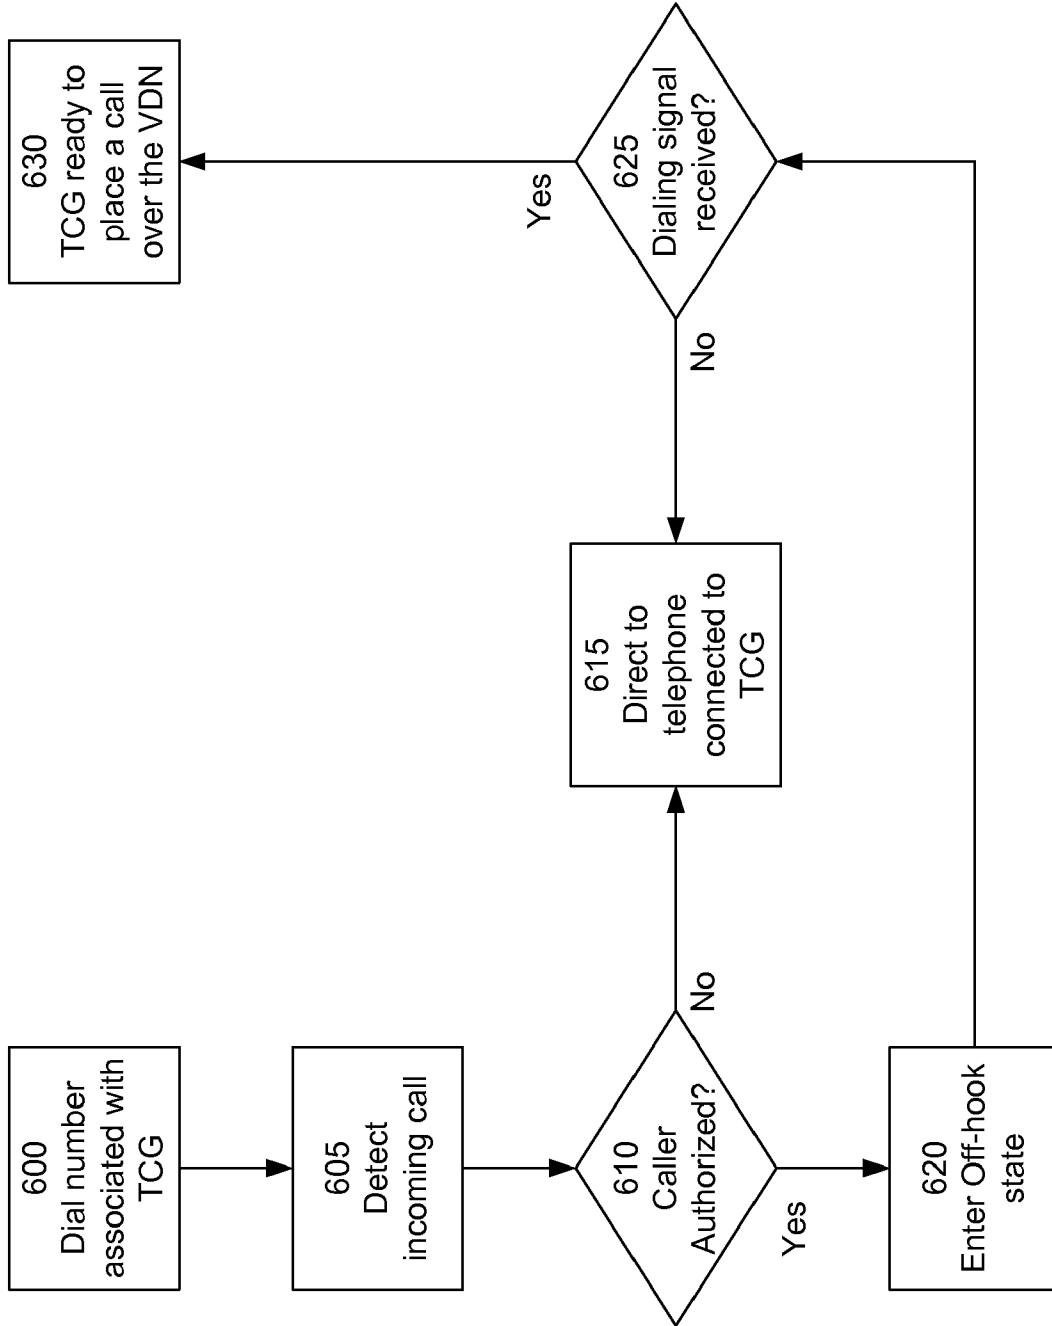 600
Dial number
associated with
TCG
605
Detect
incoming call
610
Caller
Authorized?
No
Yes
615
Direct to
telephone
connected to
TCG
620
Enter Off-hook
state
625
Dialing signal
received?
No
Yes
630
TCG ready to
place a call
over the VDN